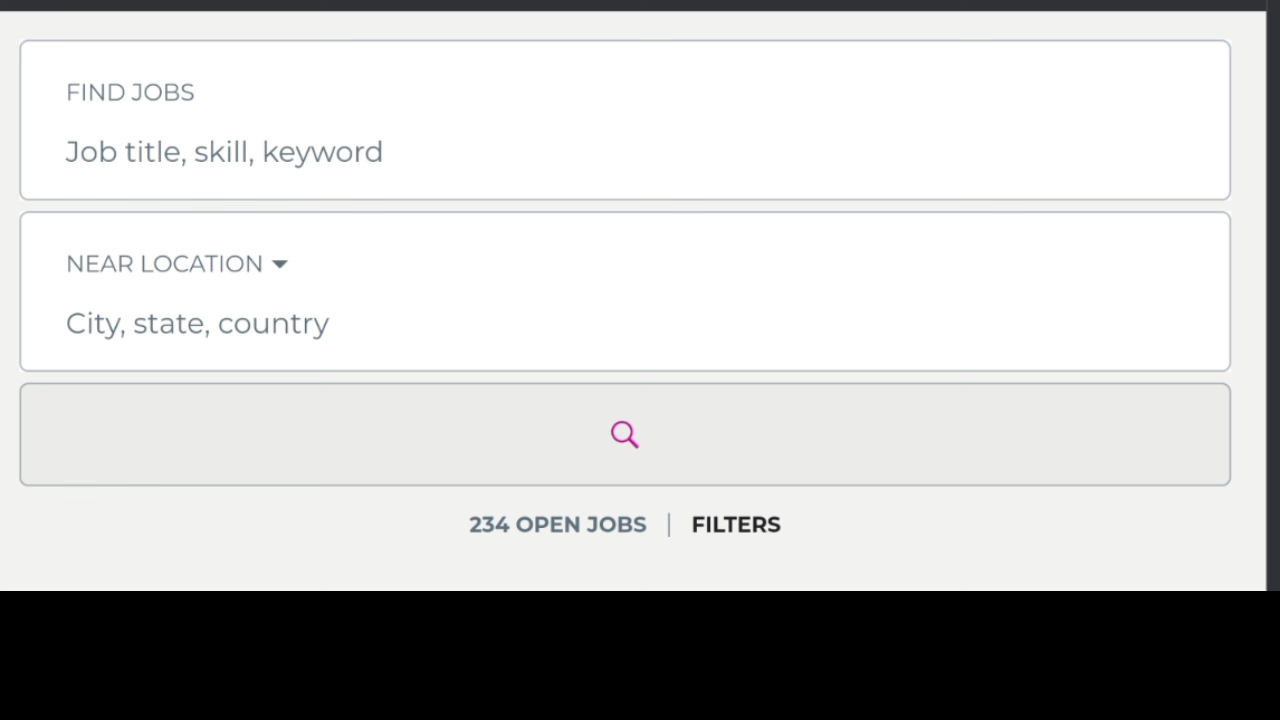 FIND JOBS
Job title, skill, keyword
NEAR LOCATION
City, state, country
234 OPEN JOBS | FILTERS